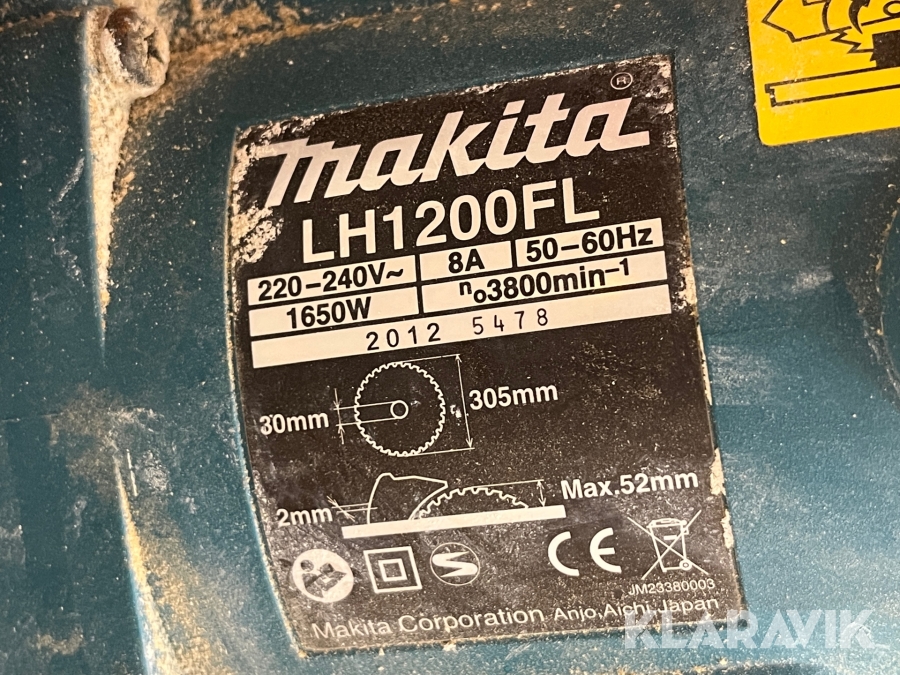 makita®
LH1200FL
220-240V~ 8A 50-60Hz
1650W no3800min-1
2012 5478
30mm 305mm
2mm Max.52mm
S
CE
JM23380003
Makita Corporation Anjo, Aichi, Japan
KLARAVIK